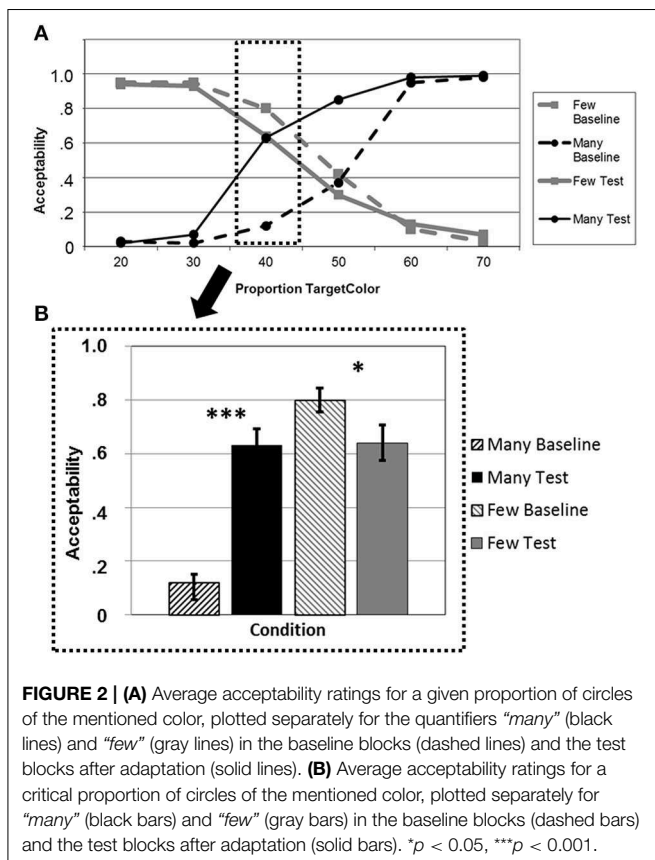 A
1.0
.8
.6
.4
.2
0
Acceptability
20 30 40 50 60 70
Proportion TargetColor
Few Baseline
Many Baseline
Few Test
Many Test
B
1.0
.8
.6
.4
.2
0
Acceptability
***
*
Condition
Many Baseline
Many Test
Few Baseline
Few Test
FIGURE 2 | (A) Average acceptability ratings for a given proportion of circles
of the mentioned color, plotted separately for the quantifiers “many” (black
lines) and “few” (gray lines) in the baseline blocks (dashed lines) and the test
blocks after adaptation (solid lines). (B) Average acceptability ratings for a
critical proportion of circles of the mentioned color, plotted separately for
“many” (black bars) and “few” (gray bars) in the baseline blocks (dashed bars)
and the test blocks after adaptation (solid bars). *p < 0.05, ***p < 0.001.